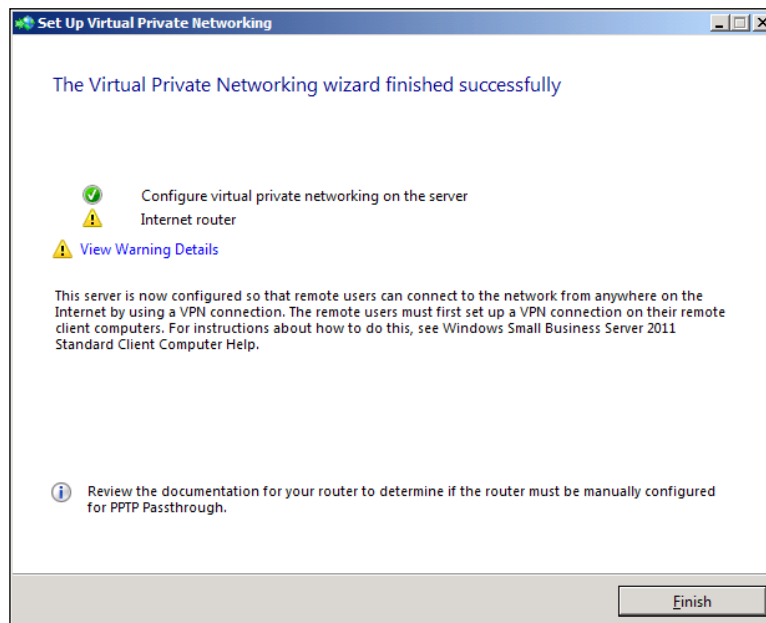 Set Up Virtual Private Networking
The Virtual Private Networking wizard finished successfully
Configure virtual private networking on the server
Internet router
View Warning Details
This server is now configured so that remote users can connect to the network from anywhere on the
Internet by using a VPN connection. The remote users must first set up a VPN connection on their remote
client computers. For instructions about how to do this, see Windows Small Business Server 2011
Standard Client Computer Help.
Review the documentation for your router to determine if the router must be manually configured
for PPTP Passthrough.
Finish